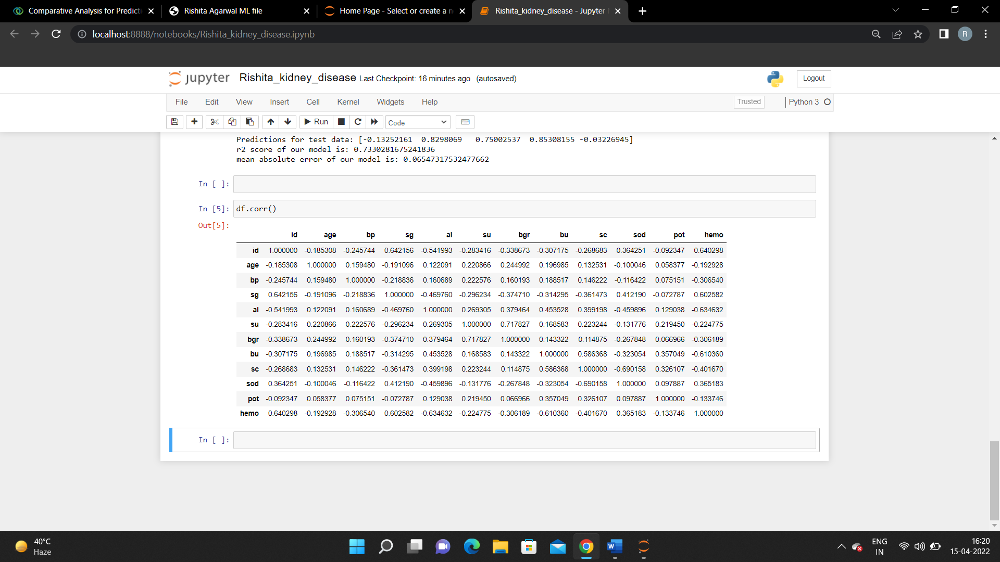 Comparative Analysis for Predicti
Rishita Agarwal ML file
Home Page - Select or create a n
Rishita_kidney_disease - Jupyter
localhost:8888/notebooks/Rishita_kidney_disease.ipynb
R
jupyter Rishita_kidney_disease Last Checkpoint: 16 minutes ago (autosaved)
Logout
File Edit View Insert Cell Kernel Widgets Help
Trusted
Python 3
Run
Code
Predictions for test data: [-0.13252161 0.8298069 0.75002537 0.85308155 -0.03226945]
r2 score of our model is: 0.7330281675241836
mean absolute error of our model is: 0.06547317532477662
In [ ]:
In [5]: df.corr()
Out[5]:
id age bp sg al su bgr bu sc sod pot hemo
id 1.000000 -0.185308 -0.245744 0.642156 -0.541993 -0.283416 -0.338673 -0.307175 -0.268683 0.364251 -0.092347 0.640298
age -0.185308 1.000000 0.159480 -0.191096 0.122091 0.220866 0.244992 0.196985 0.132531 -0.100046 0.058377 -0.192928
bp -0.245744 0.159480 1.000000 -0.218836 0.160689 0.222576 0.160193 0.188517 0.146222 -0.116422 0.075151 -0.306540
sg 0.642156 -0.191096 -0.218836 1.000000 -0.469760 -0.296234 -0.374710 -0.314295 -0.361473 0.412190 -0.072787 0.602582
al -0.541993 0.122091 0.160689 -0.469760 1.000000 0.269305 0.379464 0.453528 0.399198 -0.459896 0.129038 -0.634632
su -0.283416 0.220866 0.222576 -0.296234 0.269305 1.000000 0.717827 0.168583 0.223244 -0.131776 0.219450 -0.224775
bgr -0.338673 0.244992 0.160193 -0.374710 0.379464 0.717827 1.000000 0.143322 0.114875 -0.267848 0.066966 -0.306189
bu -0.307175 0.196985 0.188517 -0.314295 0.453528 0.168583 0.143322 1.000000 0.586368 -0.323054 0.357049 -0.610360
sc -0.268683 0.132531 0.146222 -0.361473 0.399198 0.223244 0.114875 0.586368 1.000000 -0.690158 0.326107 -0.401670
sod 0.364251 -0.100046 -0.116422 0.412190 -0.459896 -0.131776 -0.267848 -0.323054 -0.690158 1.000000 0.097887 0.365183
pot -0.092347 0.058377 0.075151 -0.072787 0.129038 0.219450 0.066966 0.357049 0.326107 0.097887 1.000000 -0.133746
hemo 0.640298 -0.192928 -0.306540 0.602582 -0.634632 -0.224775 -0.306189 -0.610360 -0.401670 0.365183 -0.133746 1.000000
In [ ]:
40°C
Haze
W
ENG
IN
16:20
15-04-2022